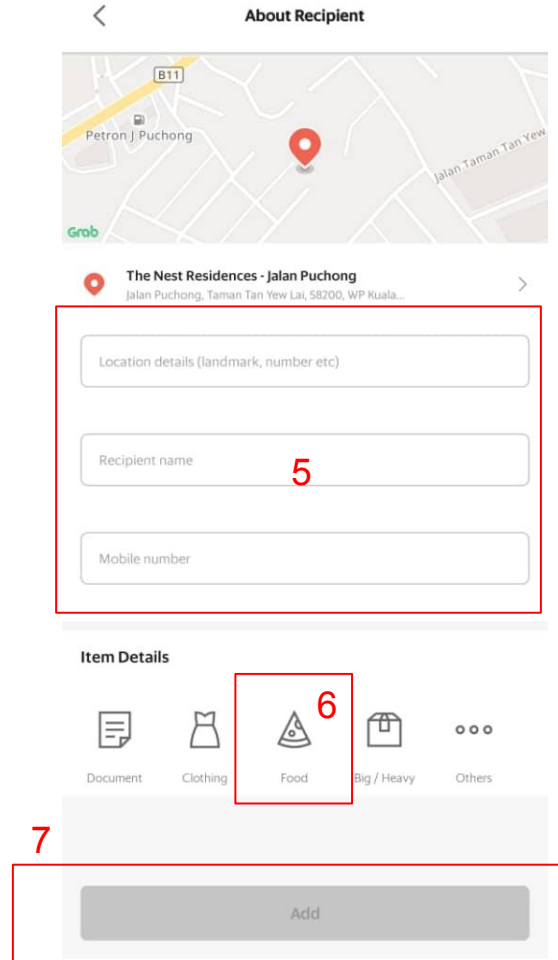 About Recipient
B11
Petron J Puchong
Jalan Taman Tan Yew
Grab
The Nest Residences - Jalan Puchong
Jalan Puchong, Taman Tan Yew Lai, 58200, WP Kuala...
Location details (landmark, number etc)
Recipient name
5
Mobile number
Item Details
6
Document Clothing Food Big / Heavy Others
7
Add